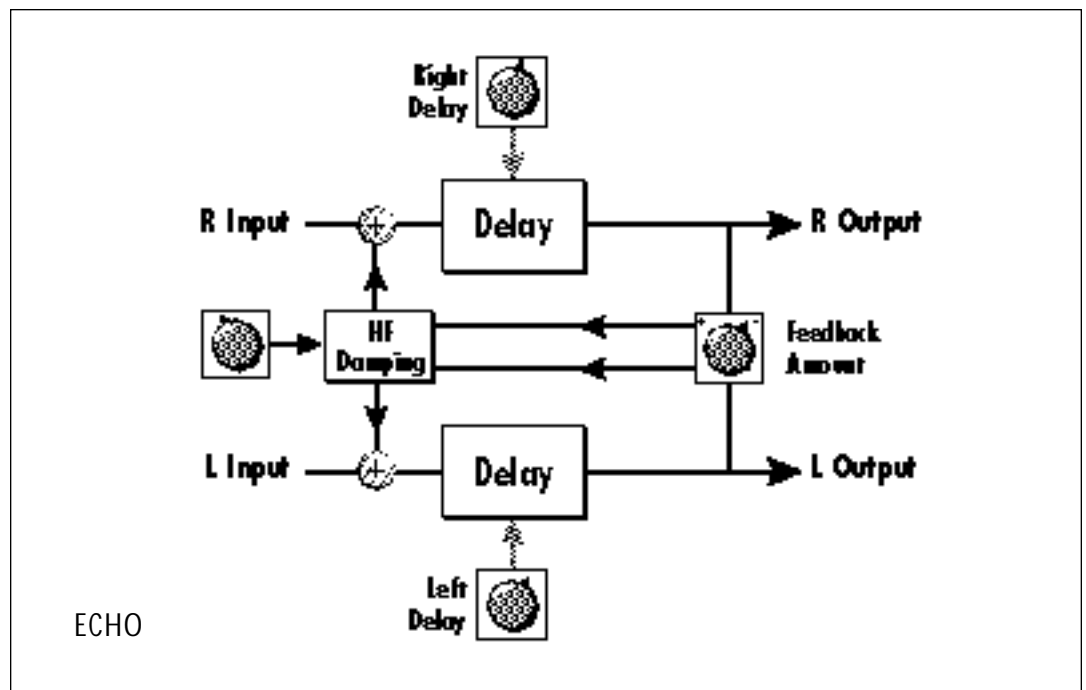 Right
Delay
R Input
+
Delay
R Output
HF
Damping
+ -
Feedback
Amount
L Input
+
Delay
L Output
Left
Delay
ECHO